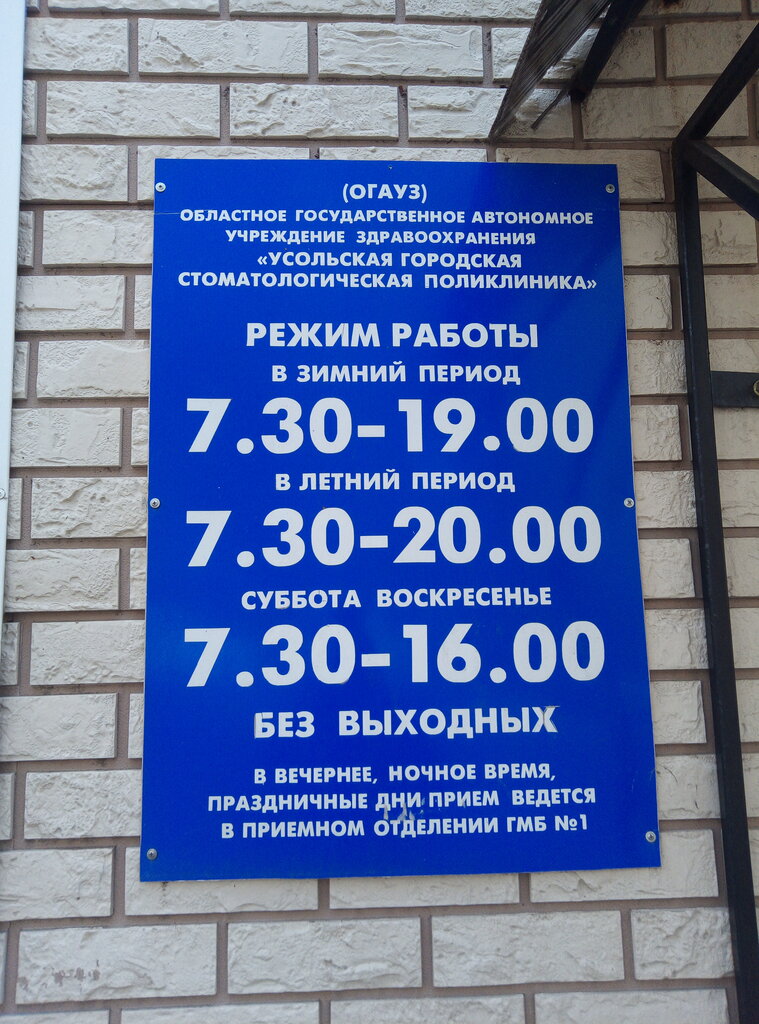 (ОГАУЗ)
ОБЛАСТНОЕ ГОСУДАРСТВЕННОЕ АВТОНОМНОЕ
УЧРЕЖДЕНИЕ ЗДРАВООХРАНЕНИЯ
«УСОЛЬСКАЯ ГОРОДСКАЯ
СТОМАТОЛОГИЧЕСКАЯ ПОЛИКЛИНИКА»
РЕЖИМ РАБОТЫ
В ЗИМНИЙ ПЕРИОД
7.30-19.00
В ЛЕТНИЙ ПЕРИОД
7.30-20.00
СУББОТА ВОСКРЕСЕНЬЕ
7.30-16.00
БЕЗ ВЫХОДНЫХ
В ВЕЧЕРНЕЕ, НОЧНОЕ ВРЕМЯ,
ПРАЗДНИЧНЫЕ ДНИ ПРИЕМ ВЕДЕТСЯ
В ПРИЕМНОМ ОТДЕЛЕНИИ ГМБ №1